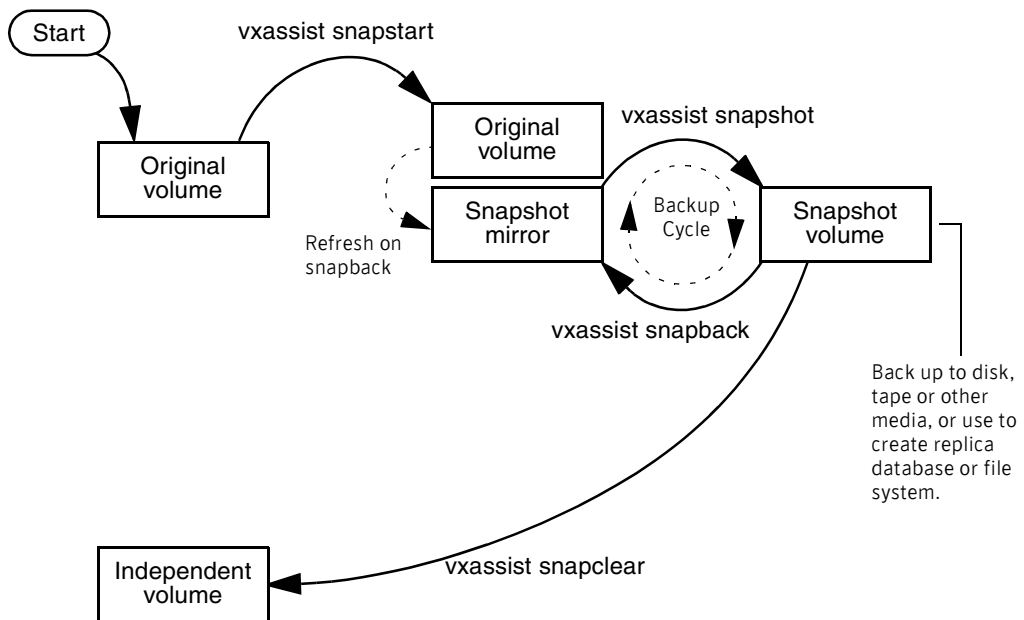 Start
vxassist snapstart
Original
volume
Original
volume
vxassist snapshot
Snapshot
mirror
Backup
Cycle
Snapshot
volume
Refresh on
snapback
vxassist snapback
Back up to disk,
tape or other
media, or use to
create replica
database or file
system.
Independent
volume
vxassist snapclear